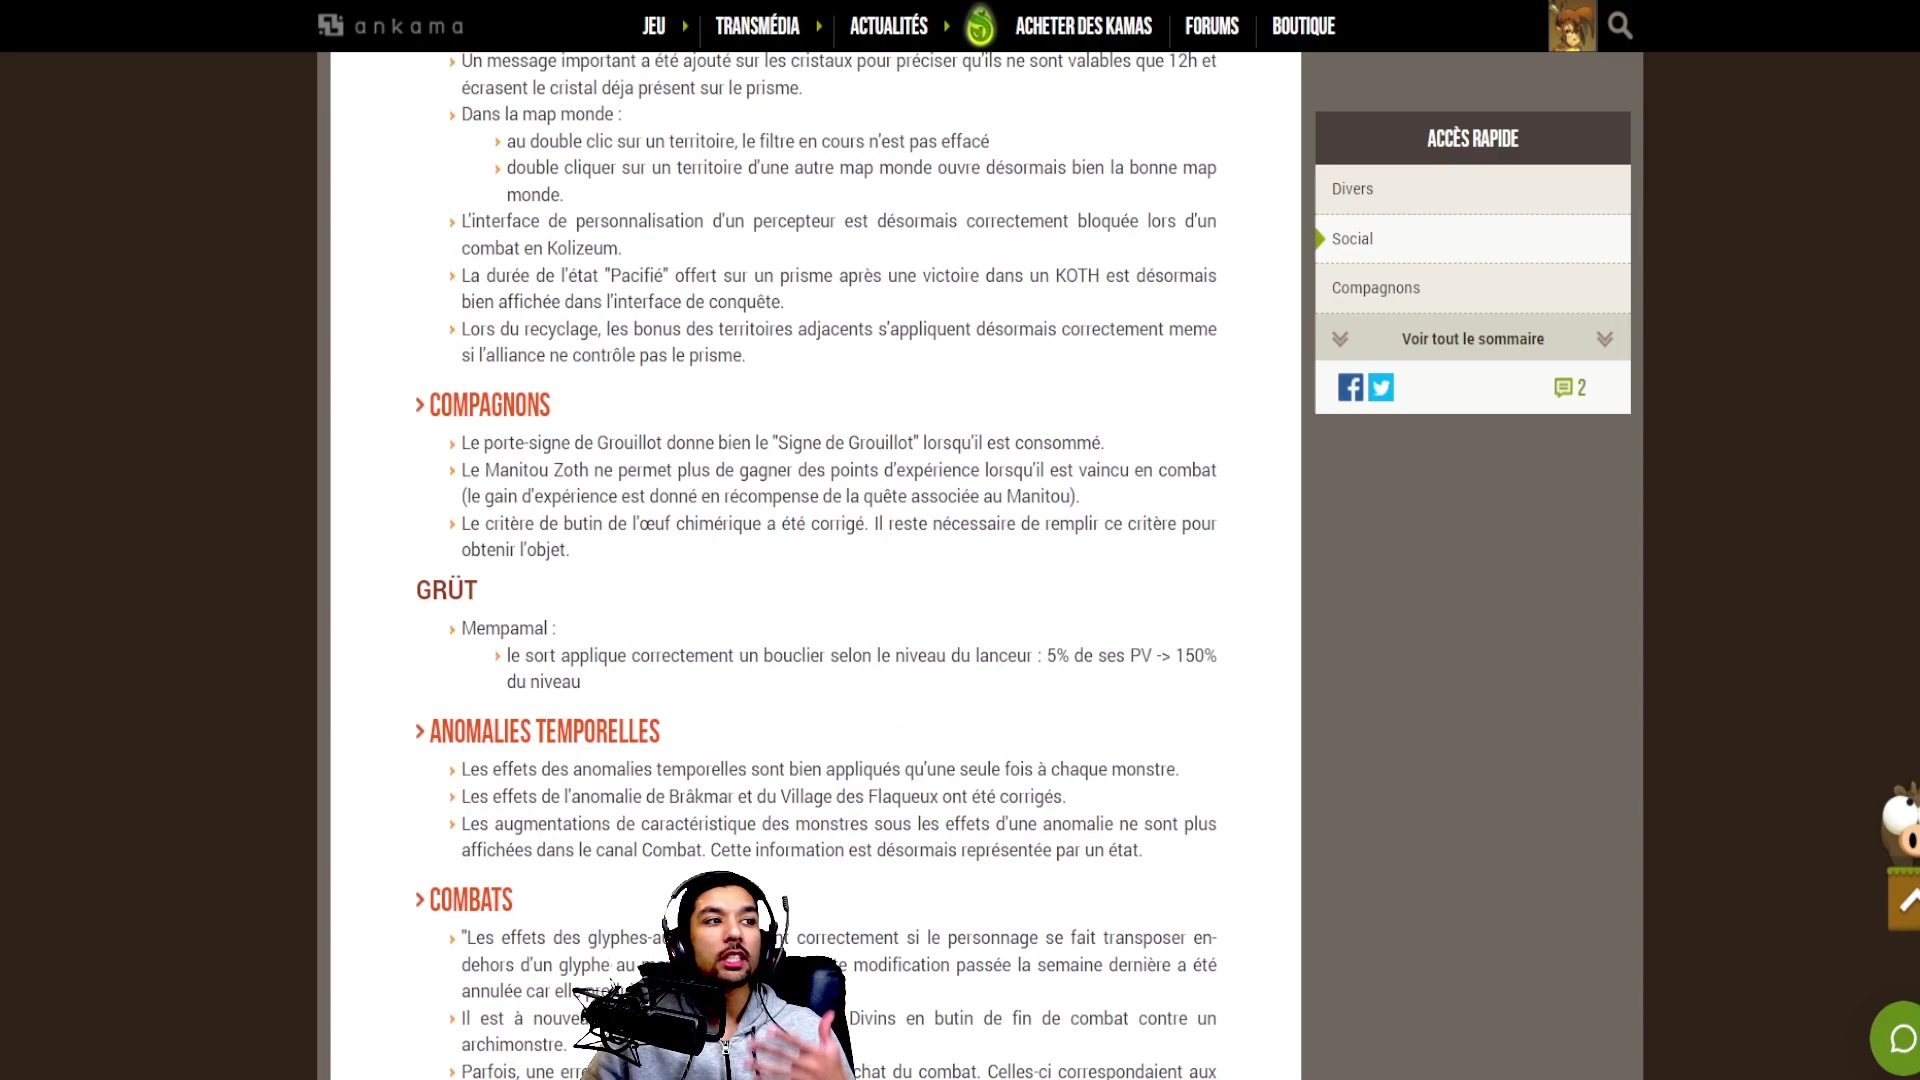 ankama
JEU
TRANSMÉDIA
ACTUALITÉS
ACHETER DES KAMAS
FORUMS
BOUTIQUE
Un message important a été ajouté sur les cristaux pour préciser qu'ils ne sont valables que 12h et
écrasent le cristal déja présent sur le prisme.
Dans la map monde :
au double clic sur un territoire, le filtre en cours n'est pas effacé
double cliquer sur un territoire d'une autre map monde ouvre désormais bien la bonne map
monde.
L'interface de personnalisation d'un percepteur est désormais correctement bloquée lors d'un
combat en Kolizeum.
La durée de l'état "Pacifié" offert sur un prisme après une victoire dans un KOTH est désormais
bien affichée dans l'interface de conquête.
Lors du recyclage, les bonus des territoires adjacents s'appliquent désormais correctement meme
si l'alliance ne contrôle pas le prisme.
COMPAGNONS
Le porte-signe de Grouillot donne bien le "Signe de Grouillot" lorsqu'il est consommé.
Le Manitou Zoth ne permet plus de gagner des points d'expérience lorsqu'il est vaincu en combat
(le gain d'expérience est donné en récompense de la quête associée au Manitou).
Le critère de butin de l'œuf chimérique a été corrigé. Il reste nécessaire de remplir ce critère pour
obtenir l'objet.
GRÜT
Mempamal :
le sort applique correctement un bouclier selon le niveau du lanceur : 5% de ses PV -> 150%
du niveau
ANOMALIES TEMPORELLES
Les effets des anomalies temporelles sont bien appliqués qu'une seule fois à chaque monstre.
Les effets de l'anomalie de Brâkmar et du Village des Flaqueux ont été corrigés.
Les augmentations de caractéristique des monstres sous les effets d'une anomalie ne sont plus
affichées dans le canal Combat. Cette information est désormais représentée par un état.
COMBATS
"Les effets des correctement si le personnage se fait transposer en-
dehors d'un glyphe au modification passée la semaine dernière a été
annulée car
Il est à Divins en butin de fin de combat contre un
archimonstre.
Parfois, une chat du combat. Celles-ci correspondaient aux
ACCÈS RAPIDE
Divers
Social
Compagnons
Voir tout le sommaire
2